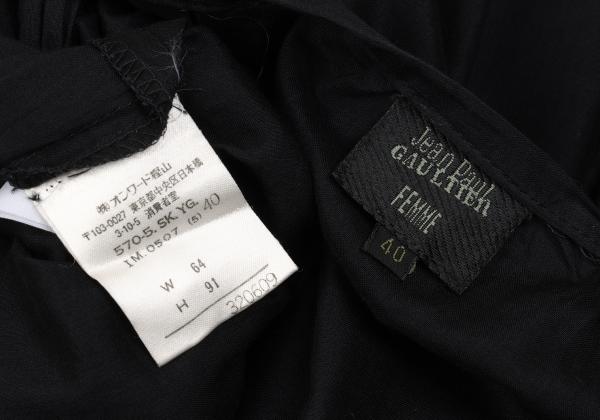 (株)オンワード樫山
〒103-0027 東京都中央区日本橋
3-10-5 消費者室
570-5.SK.YG. 40
IM.0507 (5)
W 64
H 91
320609
Jean Paul
GAULTIER
FEMME
40